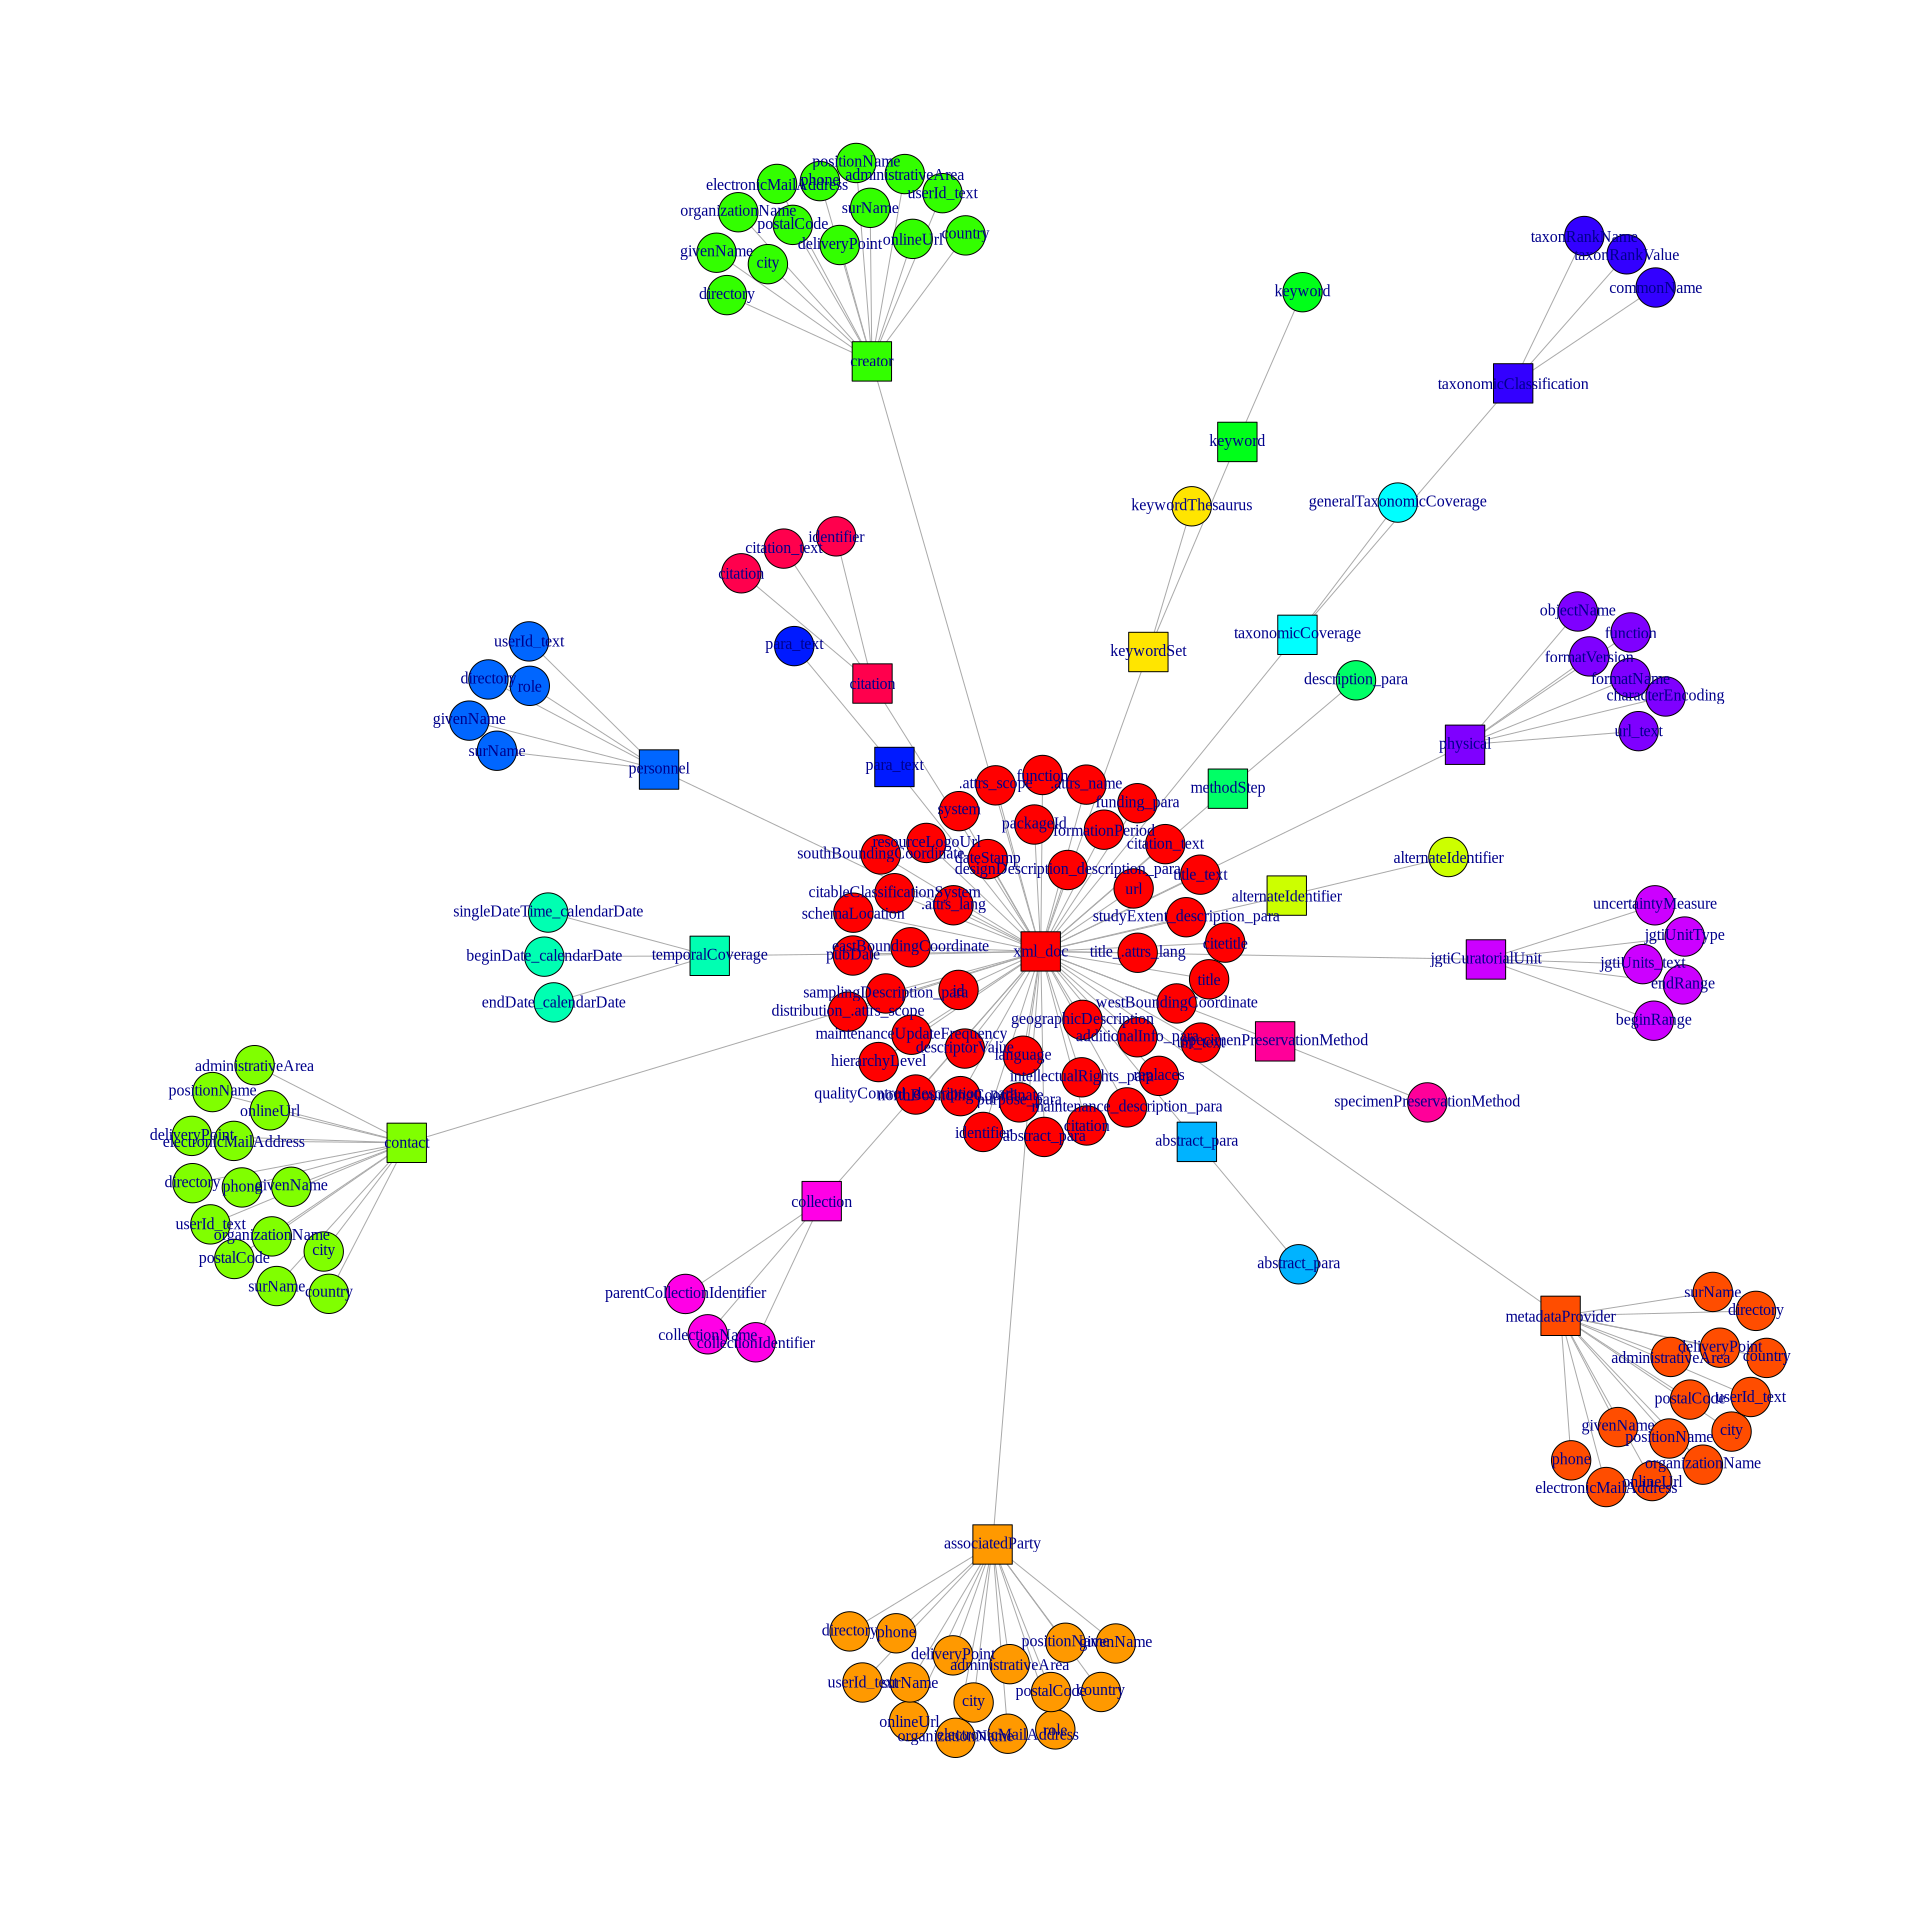 positionName
administrativeArea
phone
electronicMailAddress
userId_text
surName
organizationName
postalCode
country
onlineUrl
deliveryPoint
givenName
city
directory
creator
taxonRankName
taxonRankValue
commonName
taxonomicClassification
keyword
keyword
keywordThesaurus
generalTaxonomicCoverage
keywordSet
taxonomicCoverage
description_para
methodStep
identifier
citation_text
citation
para_text
citation
para_text
userId_text
directory
role
givenName
surName
personnel
objectName
function
formatVersion
formatName
characterEncoding
url_text
physical
.attrs_scope
function
.attrs_name
funding_para
system
packageId
formationPeriod
citation_text
resourceLogoUrl
southBoundingCoordinate
dateStamp
designDescription_description_para
title_text
url
citableClassificationSystem
.attrs_lang
schemaLocation
studyExtent_description_para
eastBoundingCoordinate
pubDate
xml_doc
title_.attrs_lang
citetitle
title
samplingDescription_para
id
distribution_.attrs_scope
westBoundingCoordinate
geographicDescription
maintenanceUpdateFrequency
additionalInfo_para
descriptorValue
language
hierarchyLevel
intellectualRights_para
replaces
purpose_para
maintenance_description_para
identifier
abstract_para
citation
alternateIdentifier
alternateIdentifier
uncertaintyMeasure
jgtiUnitType
jgtiUnits_text
endRange
beginRange
jgtiCuratorialUnit
specimenPreservationMethod
specimenPreservationMethod
singleDateTime_calendarDate
beginDate_calendarDate
endDate_calendarDate
temporalCoverage
administrativeArea
positionName
onlineUrl
deliveryPoint
electronicMailAddress
contact
directory
phone
givenName
userId_text
organizationName
postalCode
city
surName
country
abstract_para
abstract_para
collection
parentCollectionIdentifier
collectionName
collectionIdentifier
metadataProvider
surName
directory
deliveryPoint
administrativeArea
country
postalCode
userId_text
givenName
positionName
city
phone
organizationName
onlineUrl
electronicMailAddress
associatedParty
directory
phone
positionName
givenName
deliveryPoint
administrativeArea
userId_text
surName
postalCode
country
city
onlineUrl
organizationName
electronicMailAddress
role